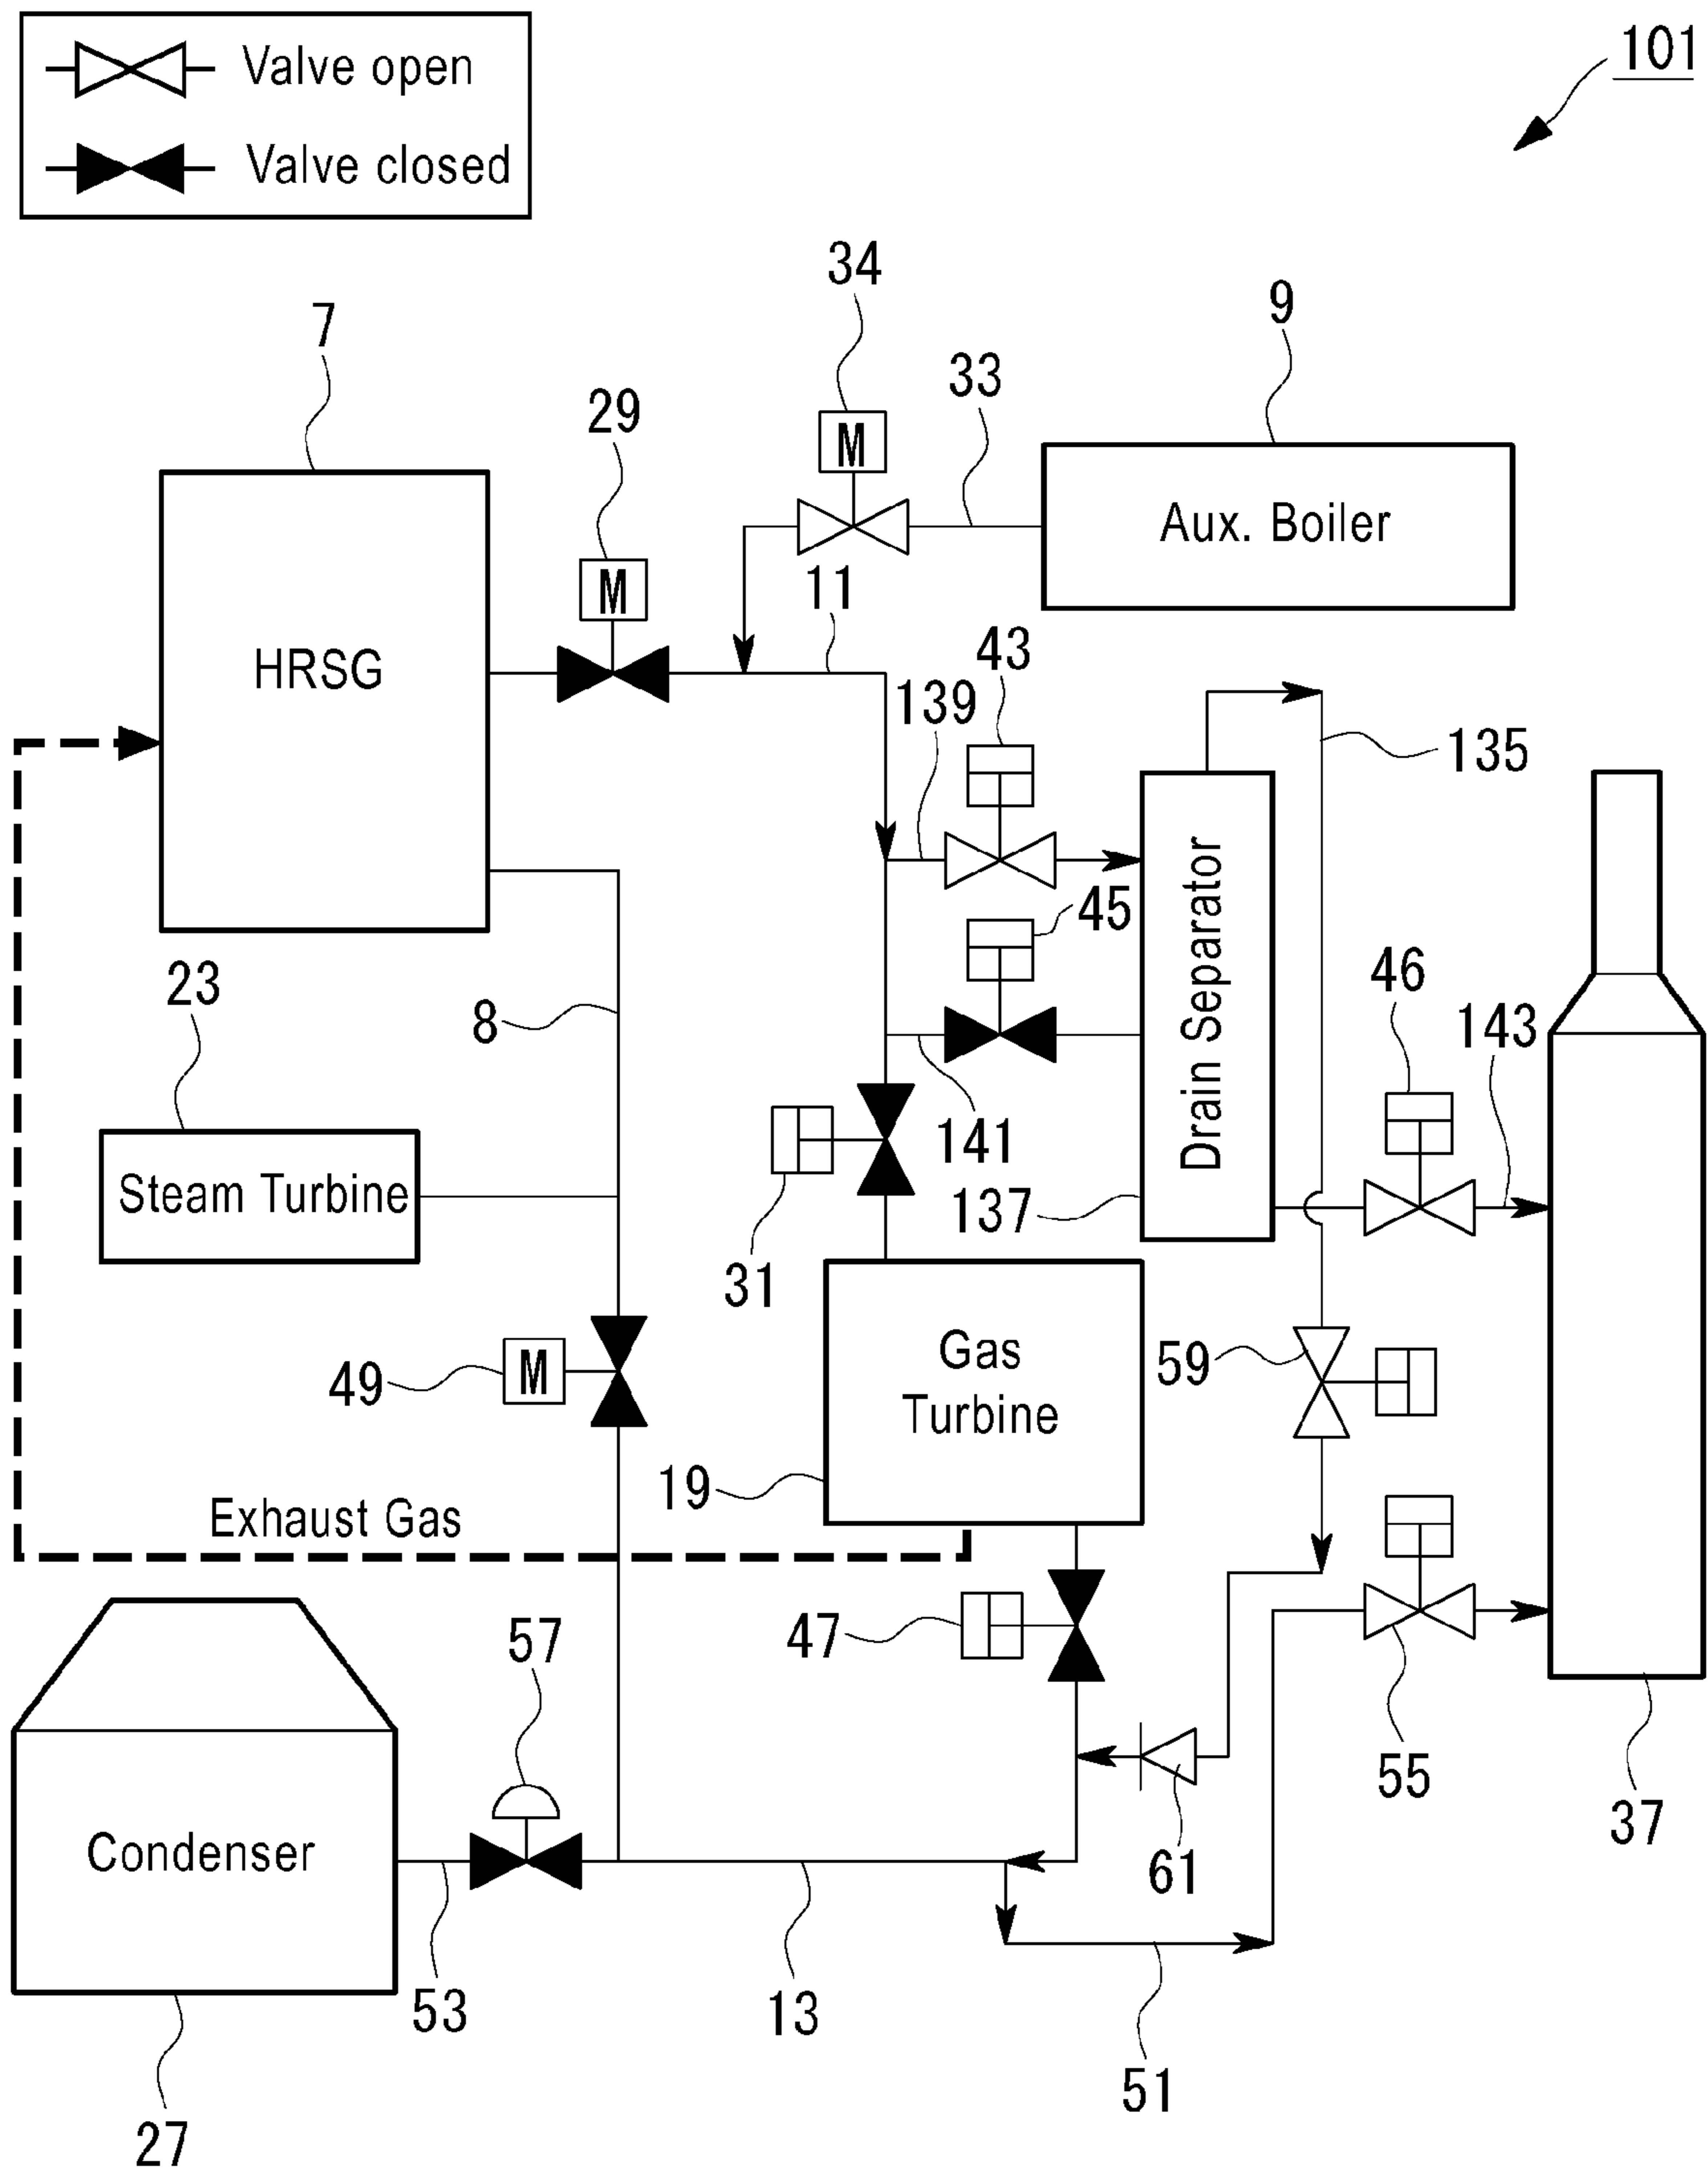 Valve open
Valve closed
101
34
9
7
33
29
M
Aux. Boiler
M
11
HRSG
43
139
135
Drain Separator
45
46
23
8
143
141
Steam Turbine
137
31
Gas
Turbine
59
49
M
19
Exhaust Gas
57
47
55
37
Condenser
61
53
13
51
27